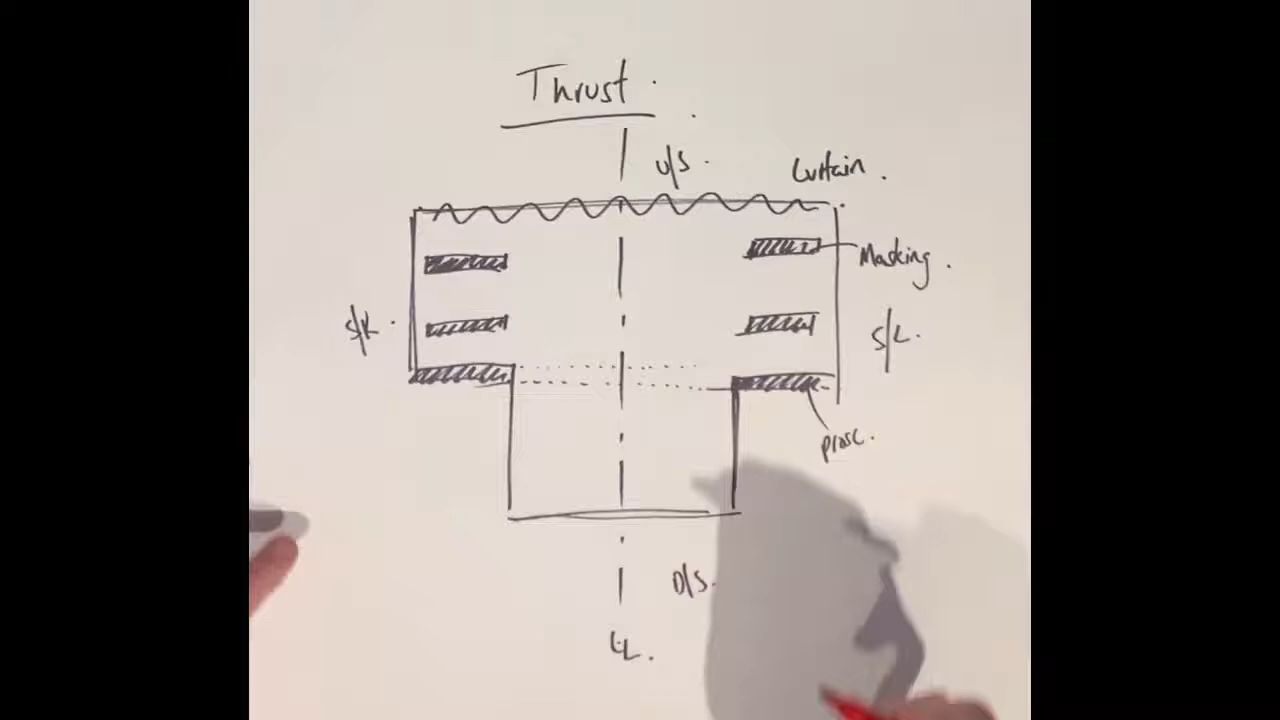 Thrust.
U/S.
Curtain.
Masking.
S/R.
S/L.
prosc.
D/S.
CL.